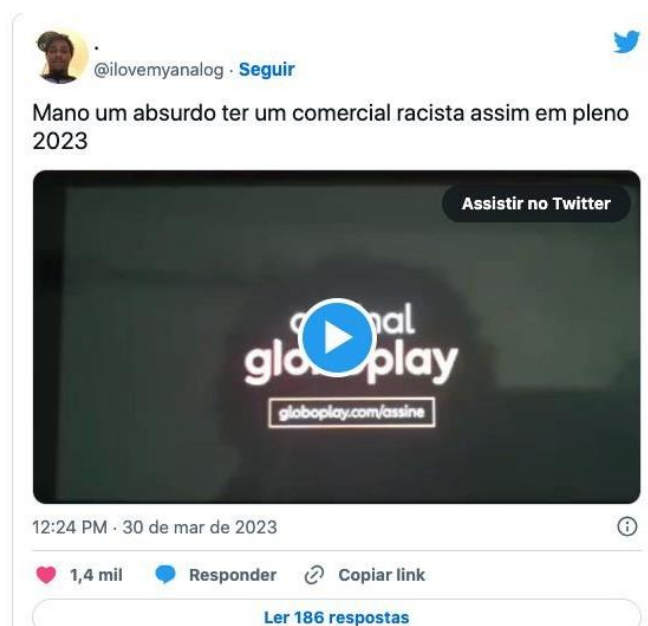 .
@ilovemyanalog · Seguir
Mano um absurdo ter um comercial racista assim em pleno
2023
Assistir no Twitter
globoplay
globoplay.com/assine
12:24 PM · 30 de mar de 2023
1,4 mil Responder Copiar link
Ler 186 respostas